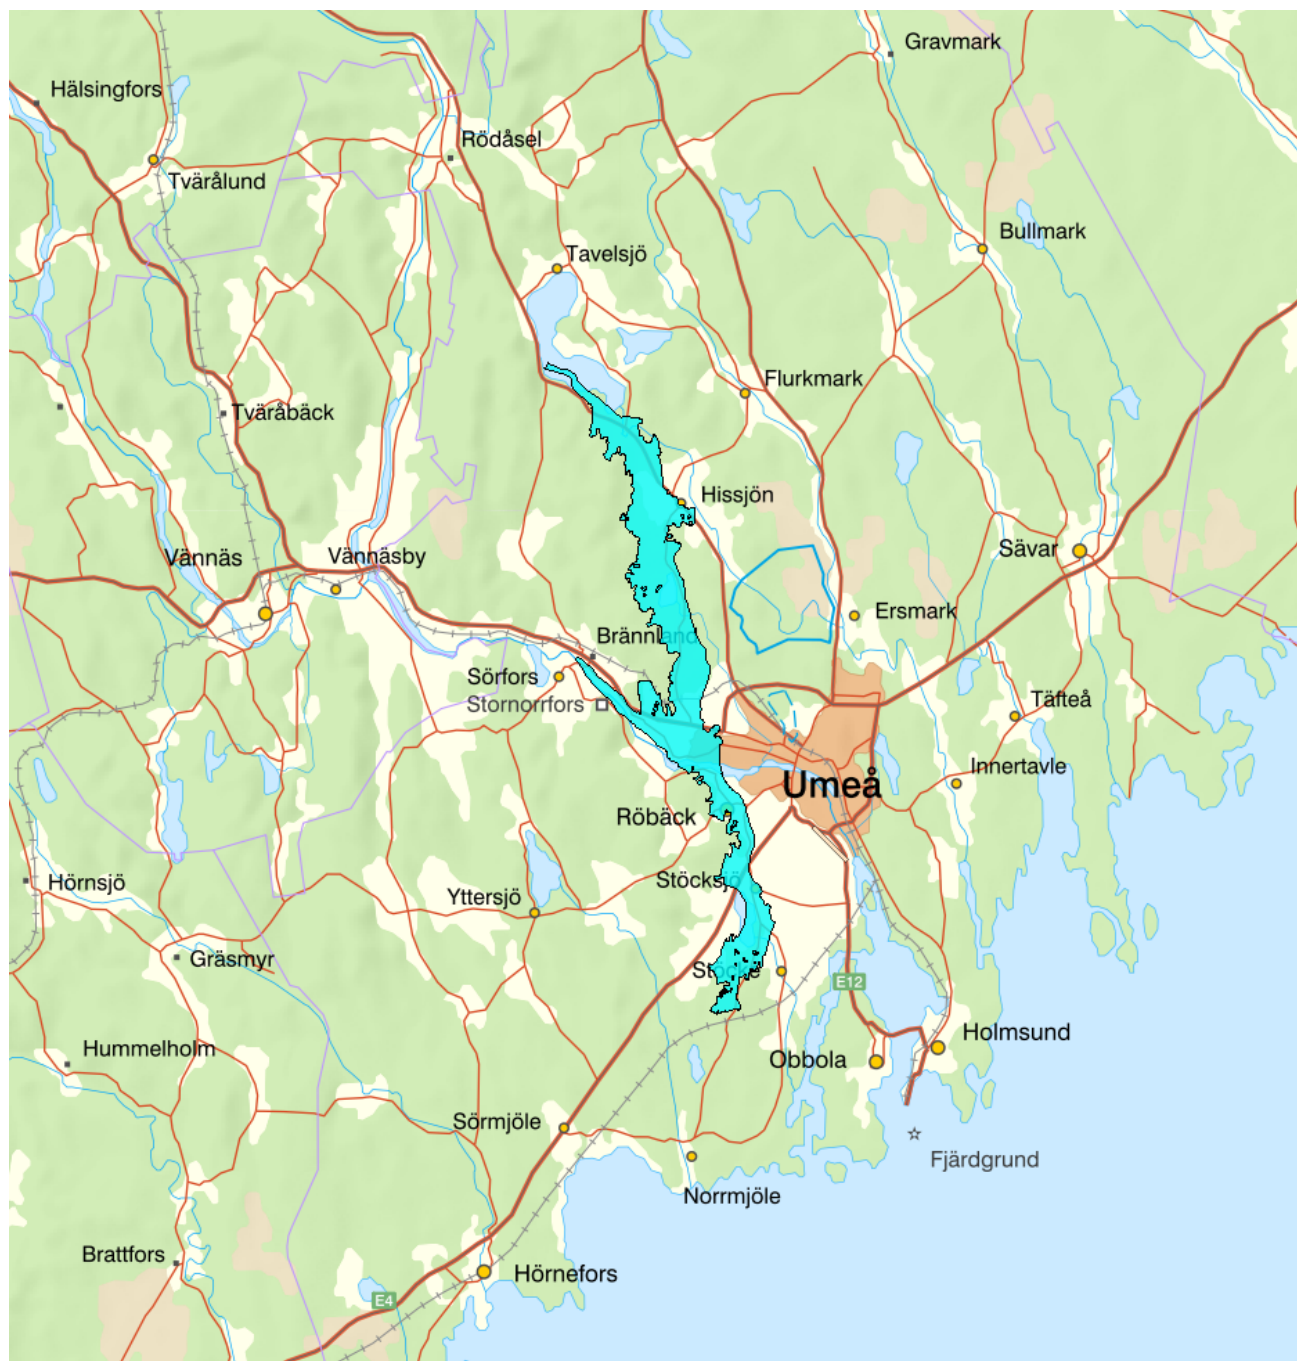 Gravmark
Hälsingfors
Rödåsel
Tvärålund
Bullmark
Tavelsjö
Flurkmark
Tväråbäck
Hissjön
Sävar
Vännäs
Vännäsby
Ersmark
Brännland
Sörfors
Stornorrfors
Täfteå
Innertavle
Umeå
Röbäck
Stöcksjö
Hörnsjö
Yttersjö
Gräsmyr
Stöcke
E12
Holmsund
Hummelholm
Obbola
Sörmjöle
Fjärdgrund
Norrmjöle
Brattfors
Hörnefors
E4